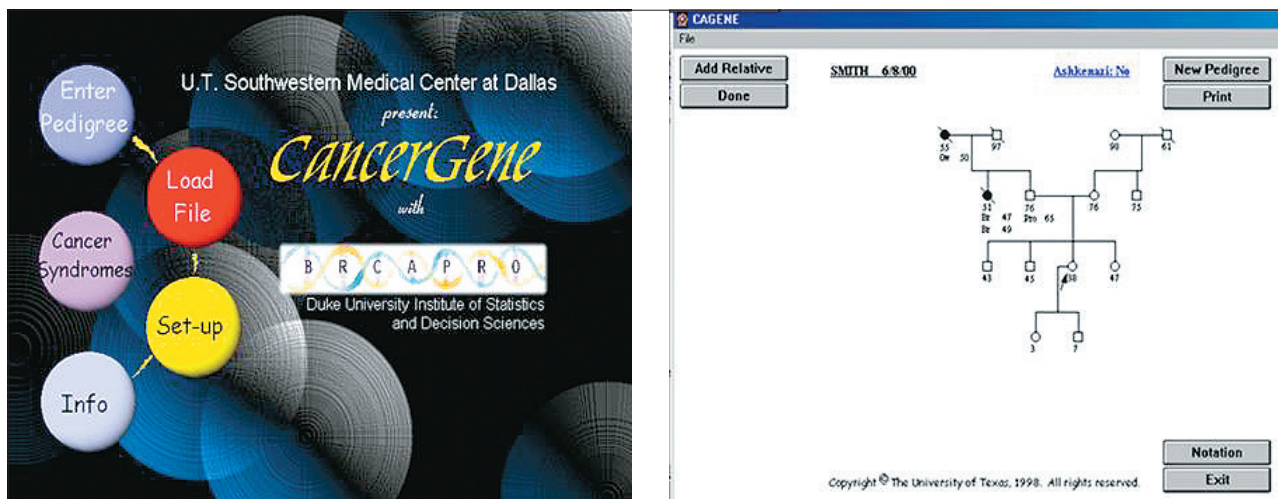 Enter
Pedigree
Load
File
Cancer
Syndromes
Set-up
Info
U.T. Southwestern Medical Center at Dallas
present:
CancerGene
with
B R C A P R O
Duke University Institute of Statistics
and Decision Sciences
CAGENE
File
Add Relative
SMITH 6/8/00
Ashkenazi: No
New Pedigree
Done
Print
55 97 90 61
Ov 50
51 76 76 75
Br 47 Pro 65
Br 49
43 45 38 47
3 7
Notation
Copyright © The University of Texas, 1998. All rights reserved.
Exit